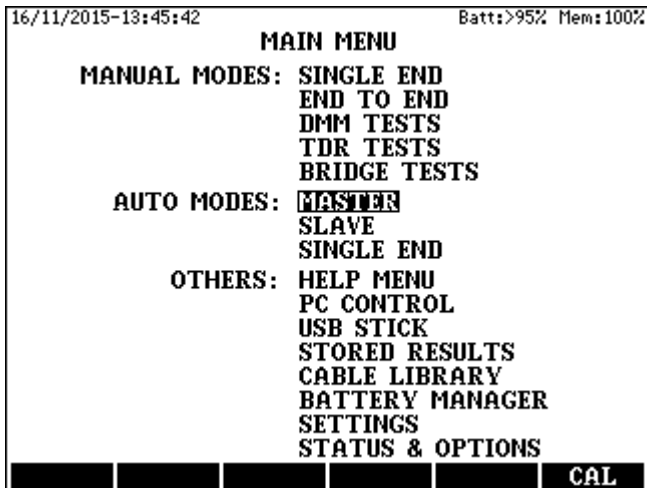 16/11/2015-13:45:42 Batt:>95% Mem:100%
MAIN MENU
MANUAL MODES: SINGLE END
END TO END
DMM TESTS
TDR TESTS
BRIDGE TESTS
AUTO MODES: MASTER
SLAVE
SINGLE END
OTHERS: HELP MENU
PC CONTROL
USB STICK
STORED RESULTS
CABLE LIBRARY
BATTERY MANAGER
SETTINGS
STATUS & OPTIONS
CAL